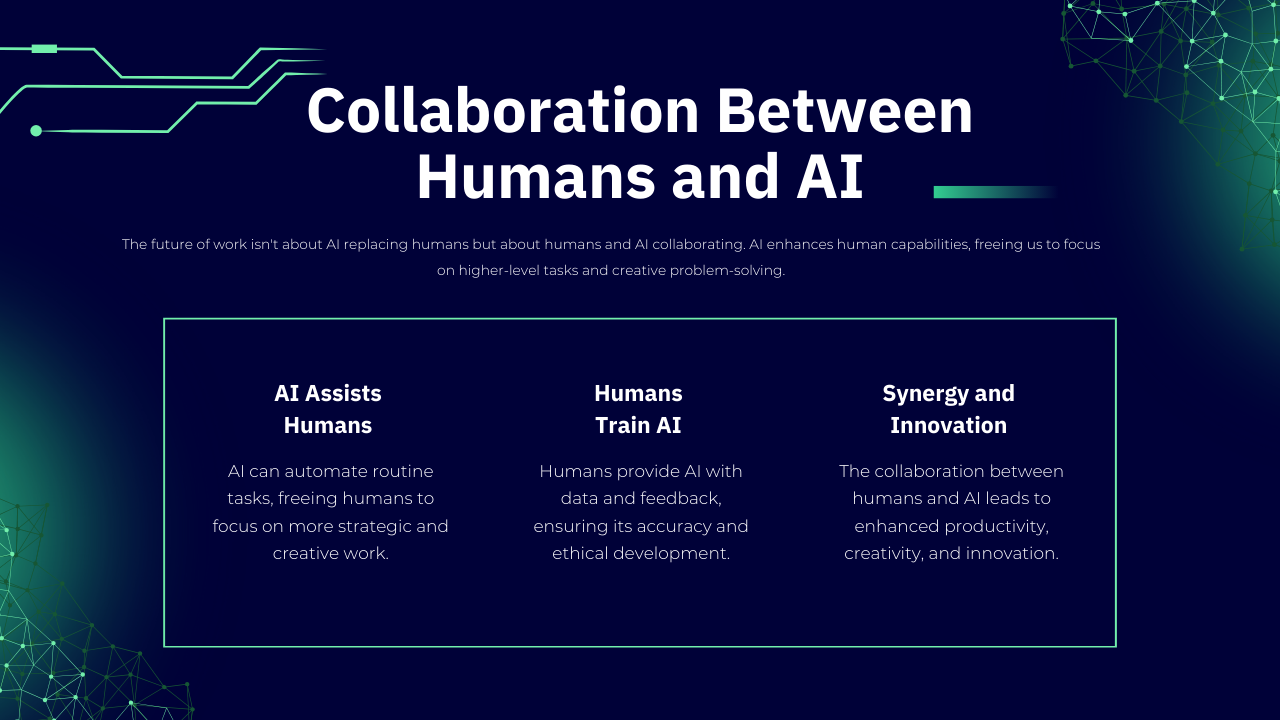 Collaboration Between
Humans and AI
The future of work isn't about AI replacing humans but about humans and AI collaborating. AI enhances human capabilities, freeing us to focus
on higher-level tasks and creative problem-solving.
AI Assists
Humans
AI can automate routine
tasks, freeing humans to
focus on more strategic and
creative work.
Humans
Train AI
Humans provide AI with
data and feedback,
ensuring its accuracy and
ethical development.
Synergy and
Innovation
The collaboration between
humans and AI leads to
enhanced productivity,
creativity, and innovation.